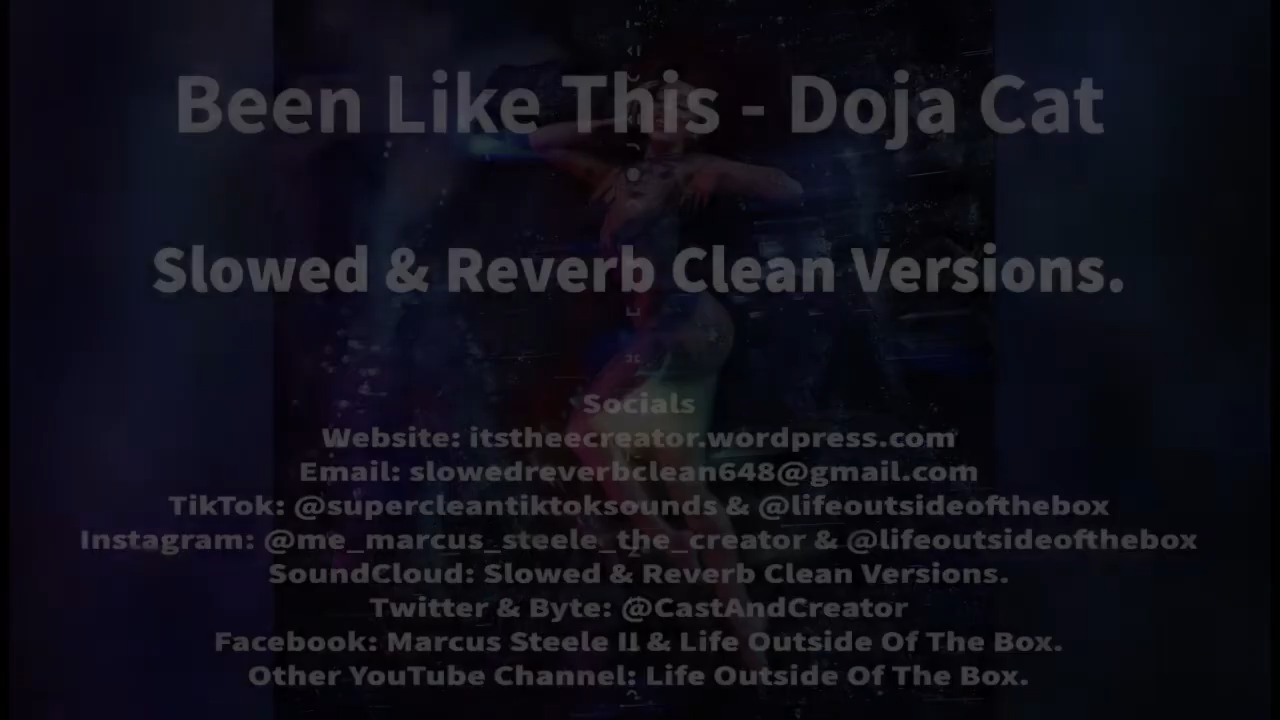 Been Like This - Doja Cat
Slowed & Reverb Clean Versions.
Socials
Website: itstheecreator.wordpress.com
Email: slowedreverbclean648@gmail.com
TikTok: @supercleantiktoksounds & @lifeoutsideofthebox
Instagram: @me_marcus_steele_the_creator & @lifeoutsideofthebox
SoundCloud: Slowed & Reverb Clean Versions.
Twitter & Byte: @CastAndCreator
Facebook: Marcus Steele II & Life Outside Of The Box.
Other YouTube Channel: Life Outside Of The Box.